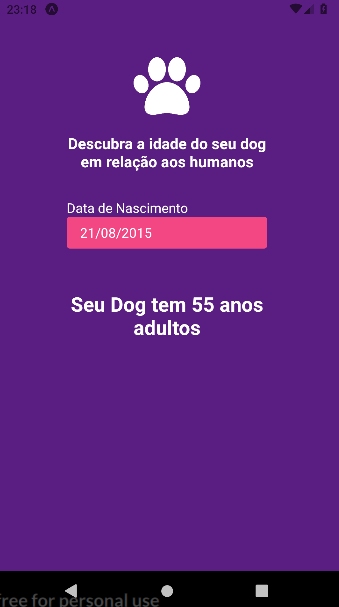 23:18
Descubra a idade do seu dog
em relação aos humanos
Data de Nascimento
21/08/2015
Seu Dog tem 55 anos
adultos
free for personal use